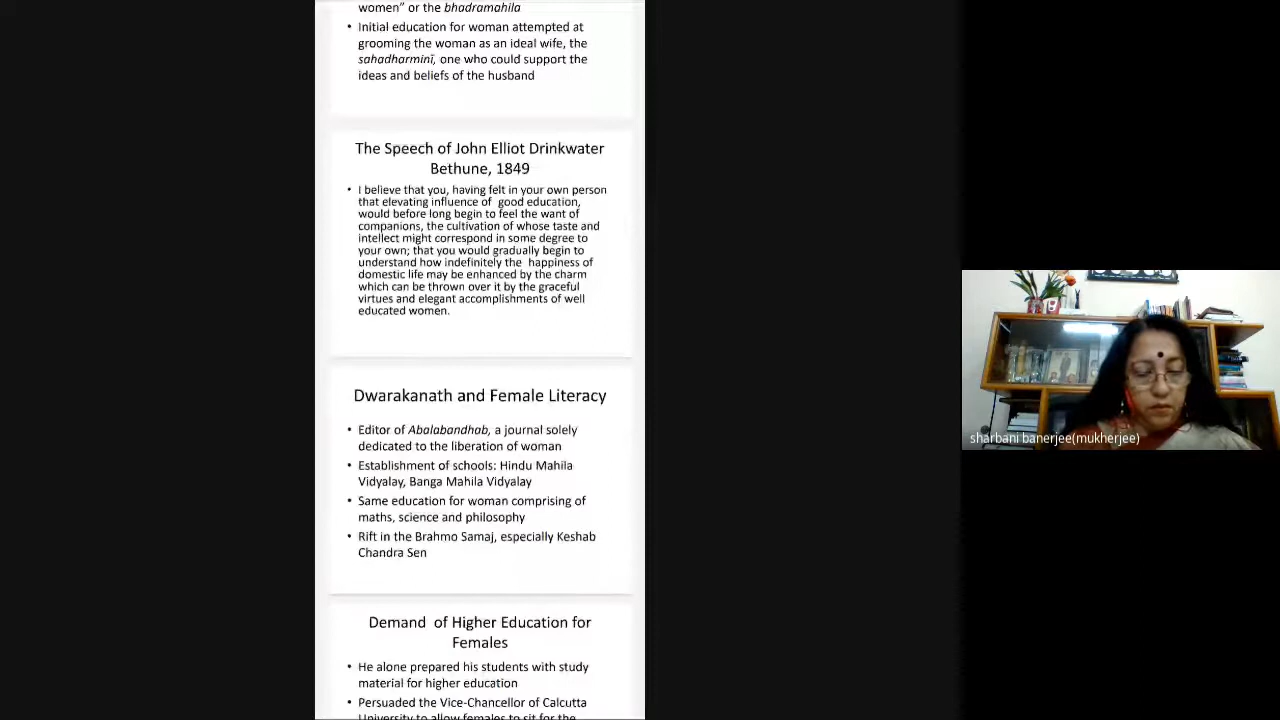 women” or the bhadramahila
• Initial education for woman attempted at
grooming the woman as an ideal wife, the
sahadharminī, one who could support the
ideas and beliefs of the husband
The Speech of John Elliot Drinkwater
Bethune, 1849
• I believe that you, having felt in your own person
that elevating influence of good education,
would before long begin to feel the want of
companions, the cultivation of whose taste and
intellect might correspond in some degree to
your own; that you would gradually begin to
understand how indefinitely the happiness of
domestic life may be enhanced by the charm
which can be thrown over it by the graceful
virtues and elegant accomplishments of well
educated women.
Dwarakanath and Female Literacy
• Editor of Abalabandhab, a journal solely
dedicated to the liberation of woman
• Establishment of schools: Hindu Mahila
Vidyalay, Banga Mahila Vidyalay
• Same education for woman comprising of
maths, science and philosophy
• Rift in the Brahmo Samaj, especially Keshab
Chandra Sen
Demand of Higher Education for
Females
• He alone prepared his students with study
material for higher education
• Persuaded the Vice-Chancellor of Calcutta
University to allow females to sit for the
sharbani banerjee(mukherjee)